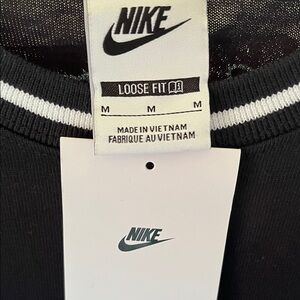 NIKE
LOOSE FIT
M M M
MADE IN VIETNAM
FABRIQUE AU VIETNAM
NIKE